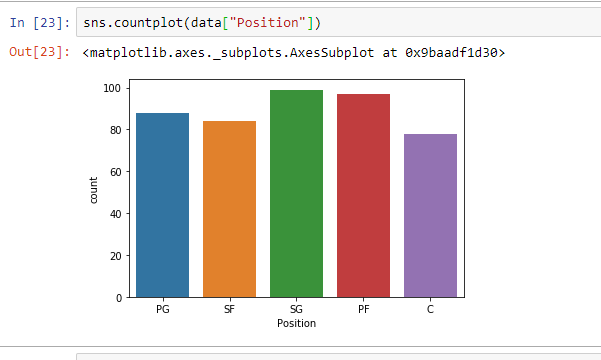 In [23]: sns.countplot(data["Position"])
Out[23]: <matplotlib.axes._subplots.AxesSubplot at 0x9baadf1d30>
100
80
60
40
20
0
count
PG SF SG PF C
Position